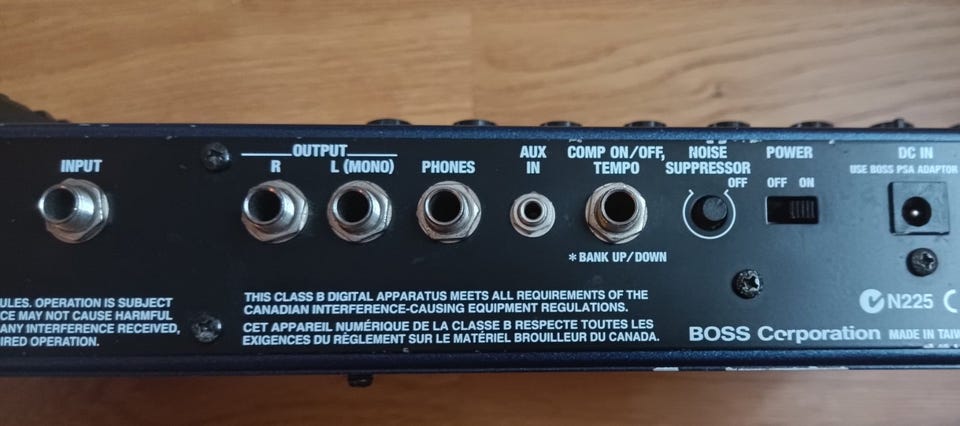 INPUT
OUTPUT
R L (MONO)
PHONES
AUX
IN
COMP ON/OFF,
TEMPO
*BANK UP/DOWN
NOISE
SUPPRESSOR
OFF
POWER
OFF ON
DC IN
USE BOSS PSA ADAPTOR
ULES. OPERATION IS SUBJECT
CE MAY NOT CAUSE HARMFUL
ANY INTERFERENCE RECEIVED,
IRED OPERATION.
THIS CLASS B DIGITAL APPARATUS MEETS ALL REQUIREMENTS OF THE
CANADIAN INTERFERENCE-CAUSING EQUIPMENT REGULATIONS.
CET APPAREIL NUMÉRIQUE DE LA CLASSE B RESPECTE TOUTES LES
EXIGENCES DU RÈGLEMENT SUR LE MATÉRIEL BROUILLEUR DU CANADA.
N225
BOSS Corporation MADE IN TAIW